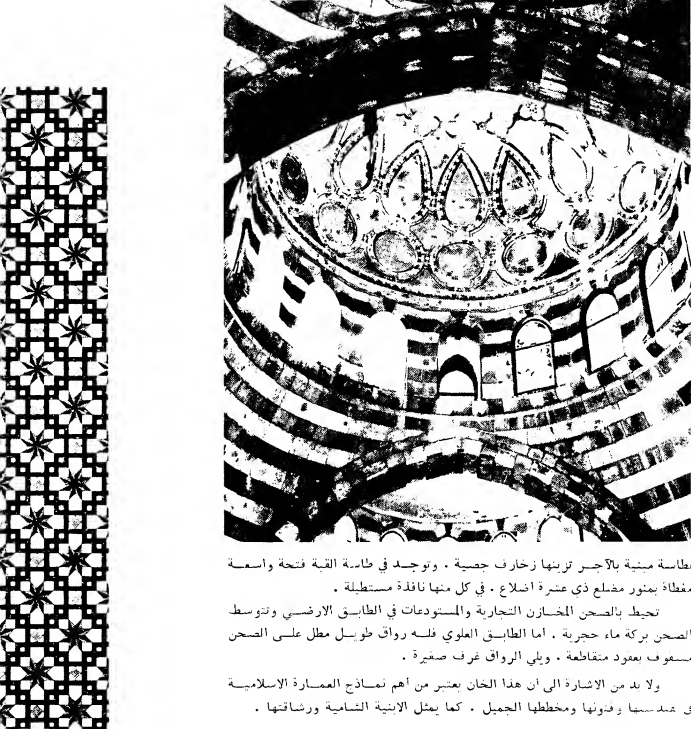 بطاسة مبنية بالآجر تزينها زخارف جصية . وتوجد في طاسة القبة فتحة واسعة
مغطاة بمنور مضلع ذي عشرة اضلاع . في كل منها نافذة مستطيلة .
تحيط بالصحن المخازن التجارية والمستودعات في الطابق الارضي وتتوسط
الصحن بركة ماء حجرية . أما الطابق العلوي فله رواق طويل مطل على الصحن
مسقوف بعقود متقاطعة . ويلي الرواق غرف صغيرة .
ولا بد من الاشارة الى أن هذا الخان يعتبر من أهم نماذج العمارة الاسلامية
في هندستها وفنونها ومخططها الجميل . كما يمثل الابنية الشامية ورشاقتها .